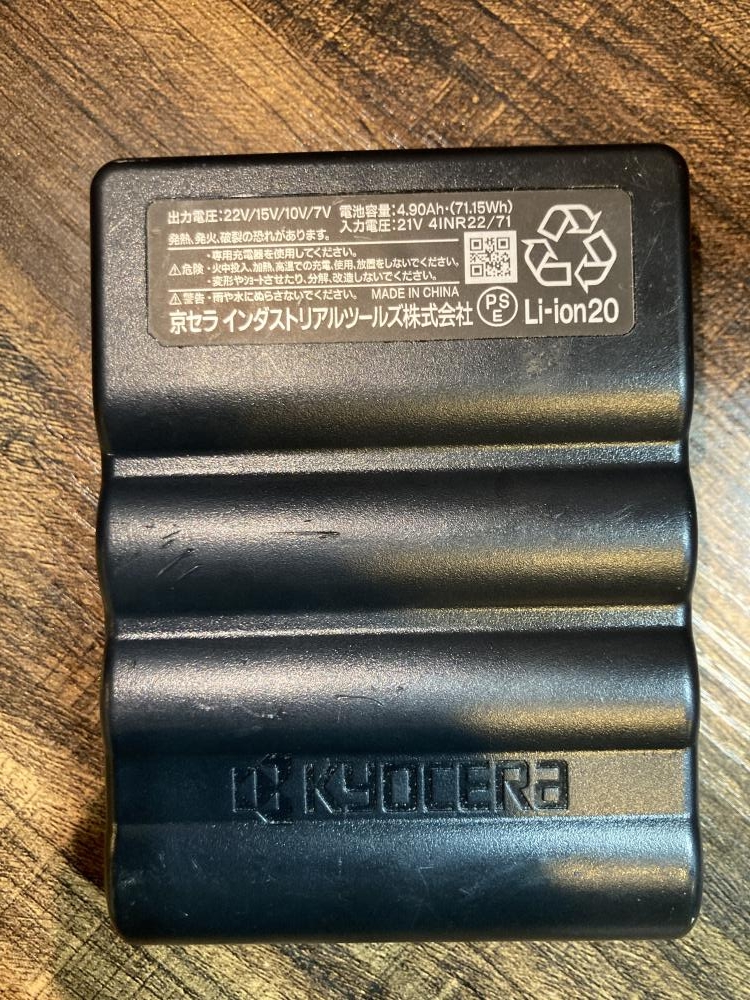 出力電圧:22V/15V/10V/7V 電池容量:4.90Ah・(71.15Wh)
入力電圧:21V 4INR22/71
発熱、発火、破裂の恐れがあります。
⚠危険
・専用充電器を使用してください。
・火中投入、加熱、高温での充電、使用、放置をしないでください。
・変形やショートさせたり、分解、改造しないでください。
⚠警告・雨や水にぬらさないでください。 MADE IN CHINA
京セラ インダストリアルツールズ株式会社 PSE Li-ion20
KYOCERA